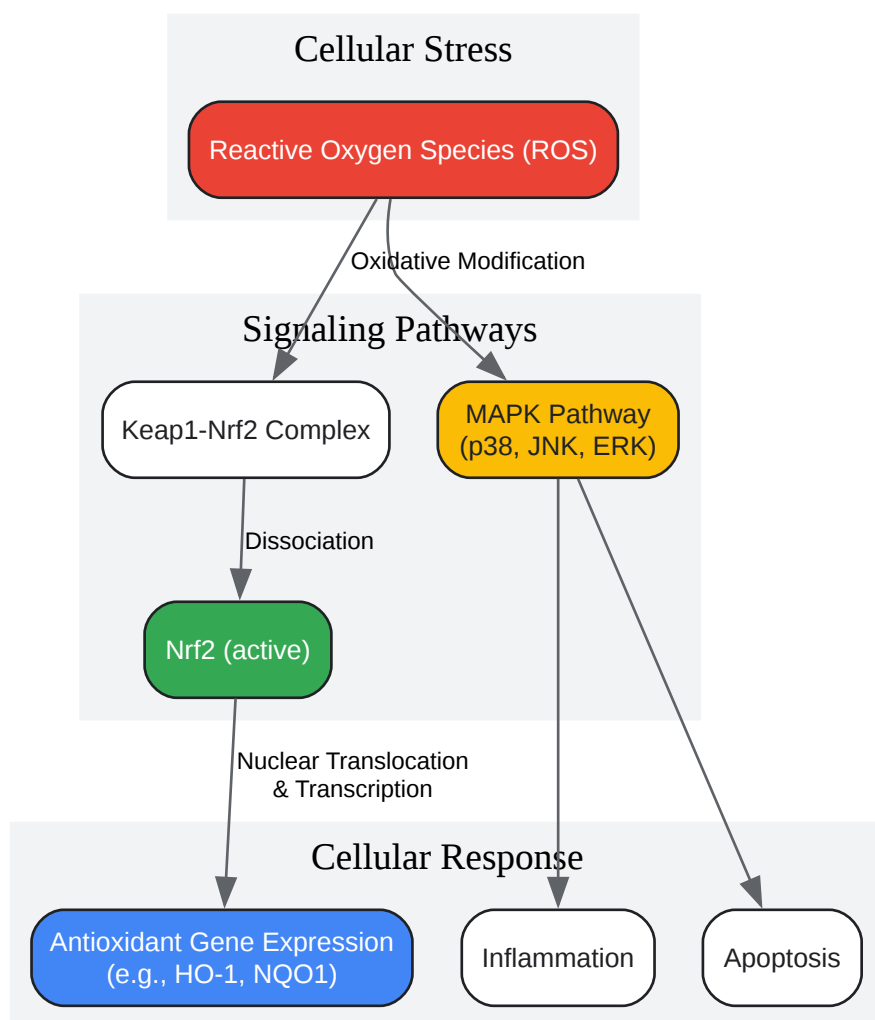 Cellular Stress
Reactive Oxygen Species (ROS)
Oxidative Modification
Signaling Pathways
Keap1-Nrf2 Complex
MAPK Pathway
(p38, JNK, ERK)
Dissociation
Nrf2 (active)
Nuclear Translocation
& Transcription
Cellular Response
Antioxidant Gene Expression
(e.g., HO-1, NQO1)
Inflammation
Apoptosis